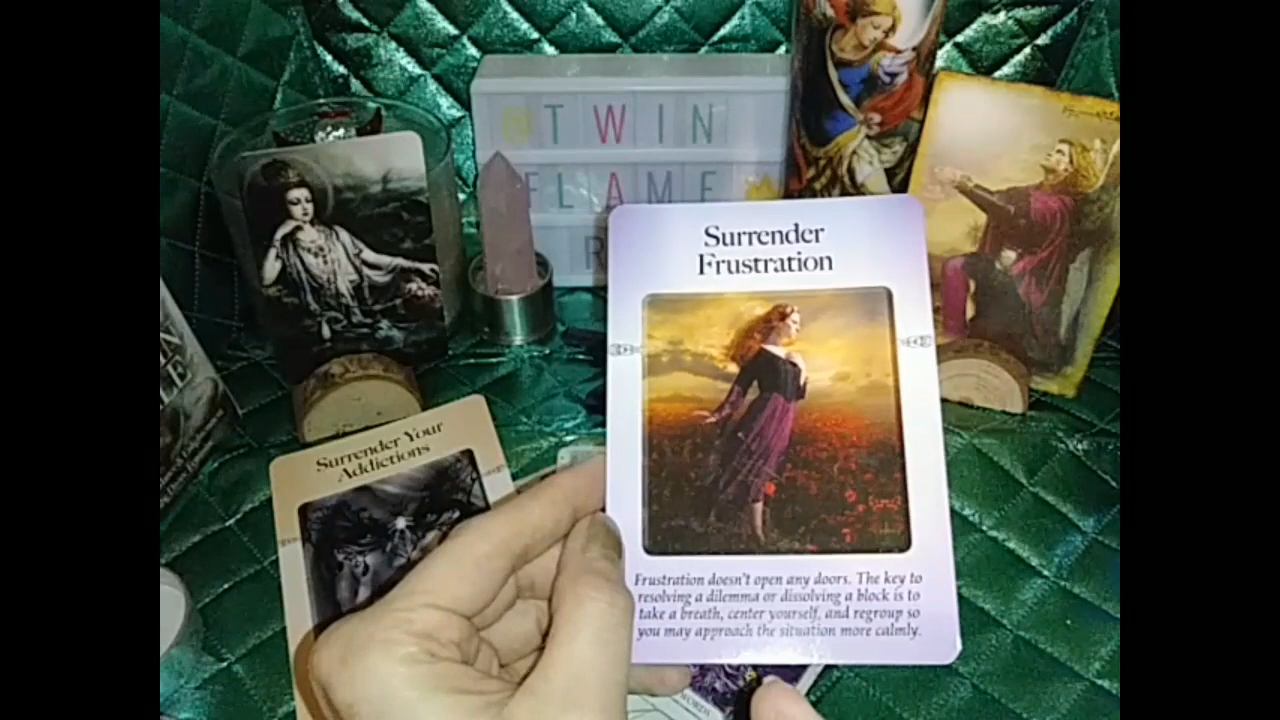 TWIN
FLAME
R
Surrender
Frustration
Surrender Your
Addictions
Frustration doesn't open any doors. The key to
resolving a dilemma or dissolving a block is to
take a breath, center yourself, and regroup so
you may approach the situation more calmly.